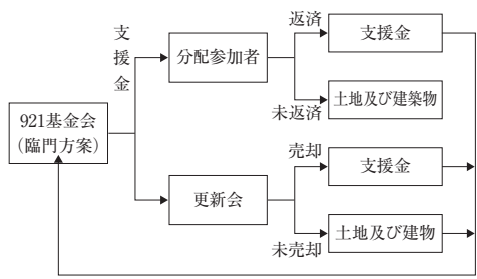 支援金
返済
支援金
分配参加者
未返済
土地及び建築物
921基金会
(臨門方案)
売却
支援金
更新会
未売却
土地及び建物